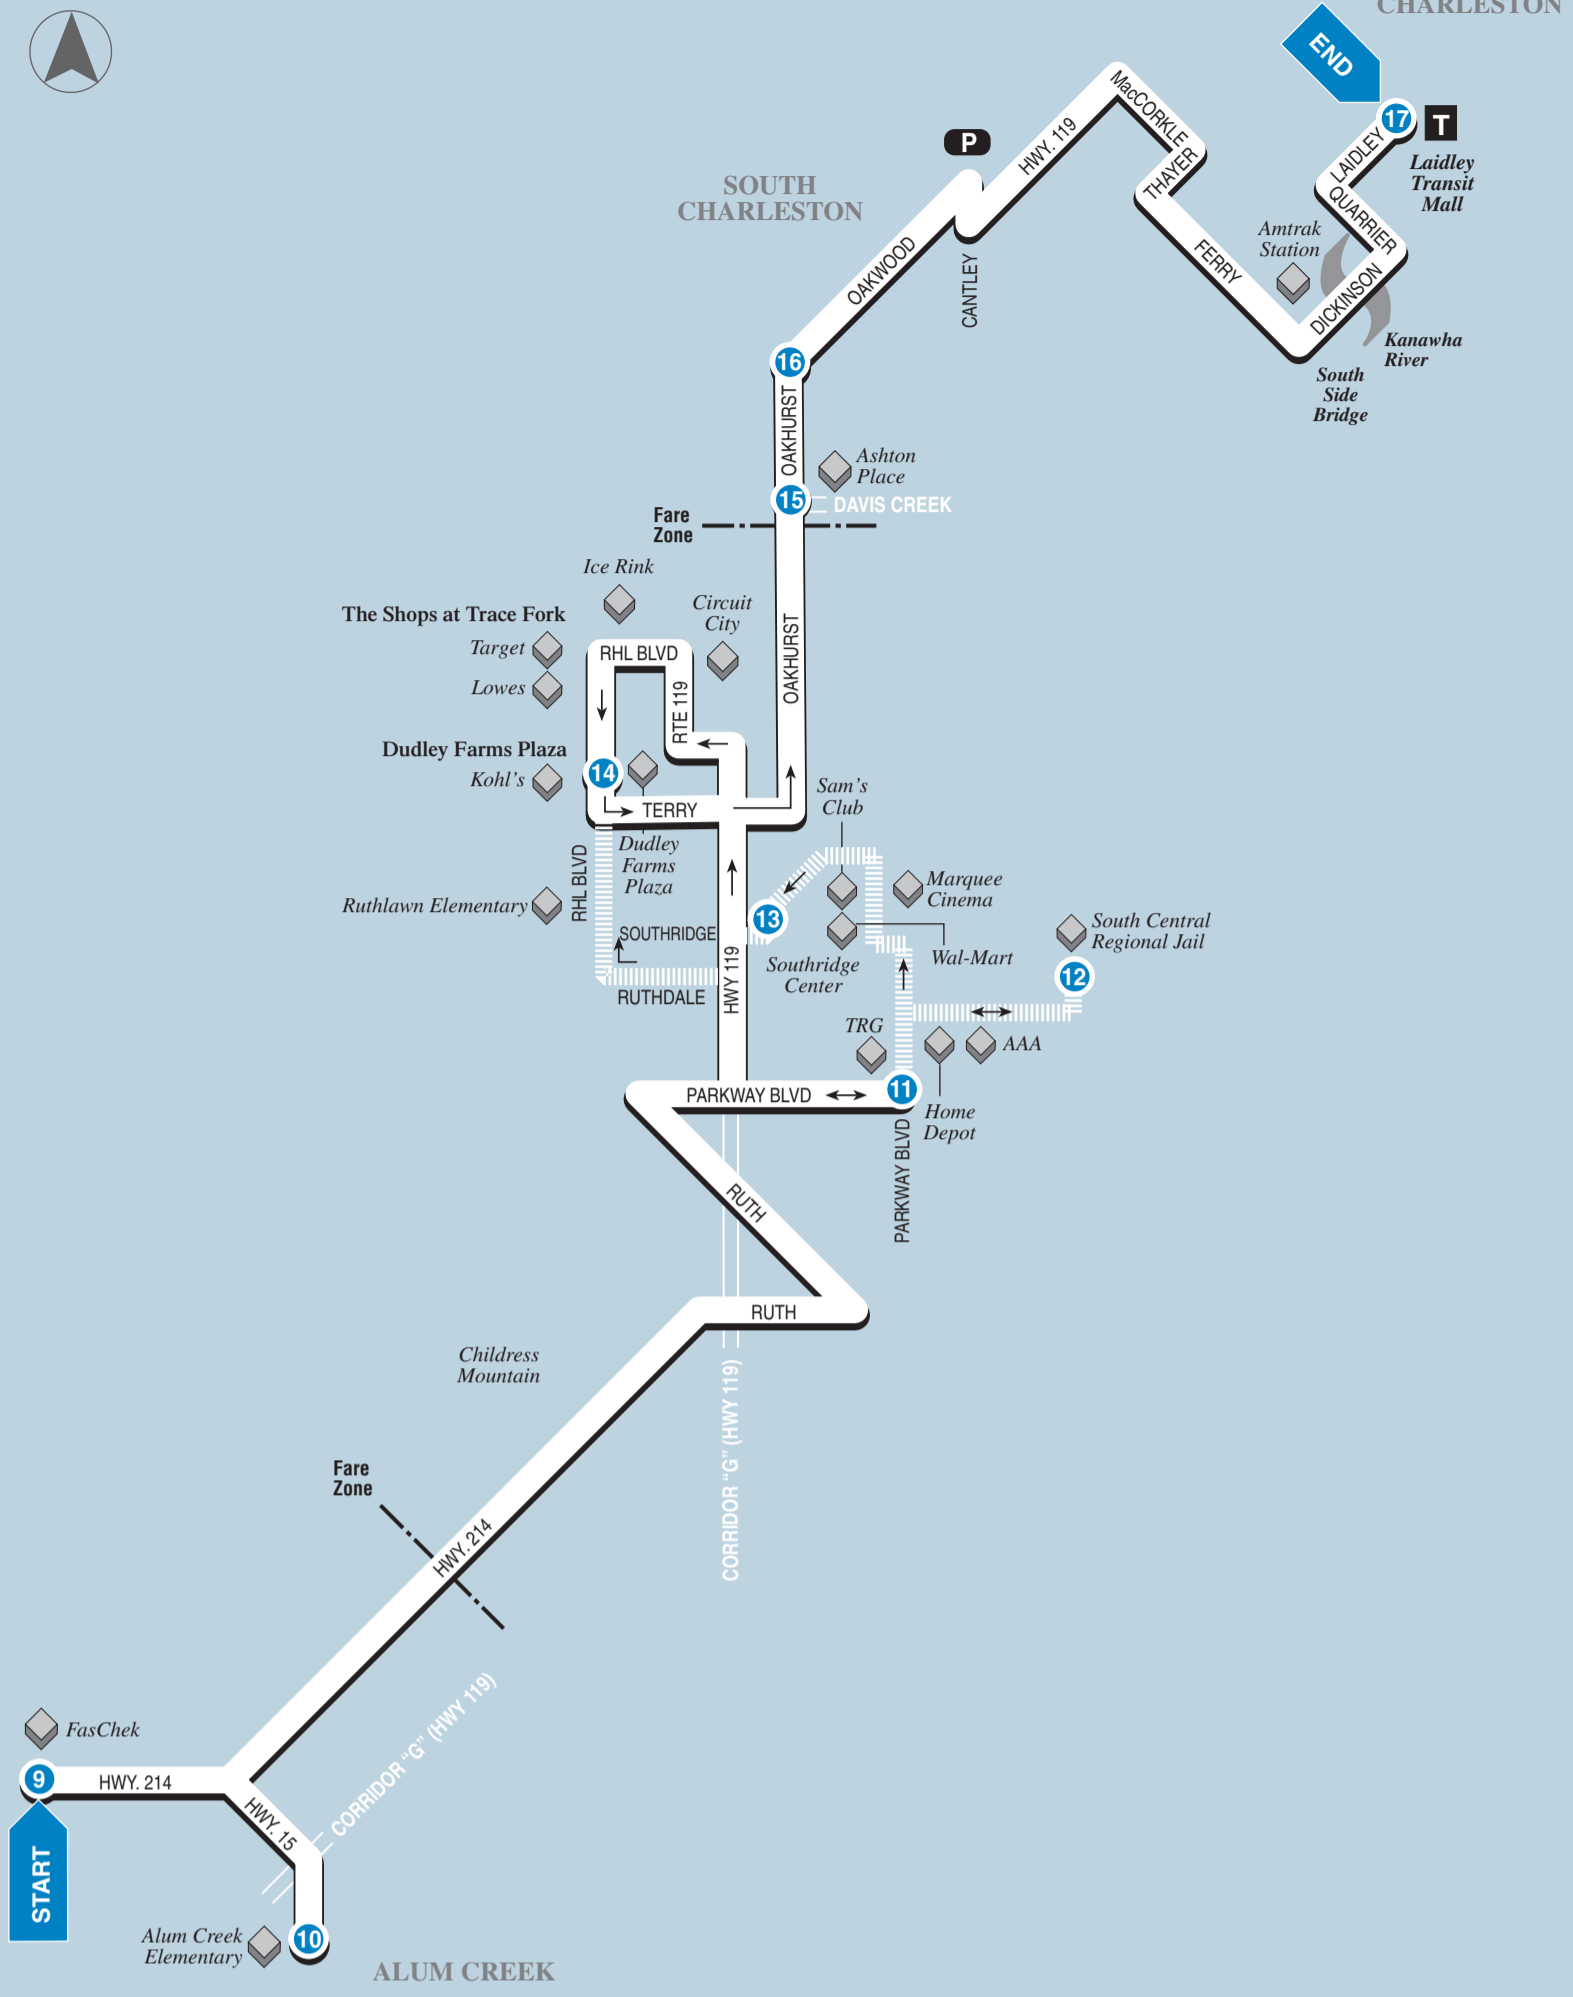 CHARLESTON
END
17
T
Laidley
Transit
Mall
LAIDLEY
QUARRIER
DICKINSON
Amtrak
Station
Kanawha
River
South
Side
Bridge
FERRY
THAYER
MacCORKLE
HWY. 119
P
CANTLEY
SOUTH
CHARLESTON
OAKWOOD
16
OAKHURST
Ashton
Place
15
DAVIS CREEK
Fare
Zone
Ice Rink
Circuit
City
The Shops at Trace Fork
Target
Lowes
RHL BLVD
RTE 119
OAKHURST
Dudley Farms Plaza
Kohl's
14
TERRY
Dudley
Farms
Plaza
Sam's
Club
RHL BLVD
Ruthlawn Elementary
SOUTHRIDGE
RUTHDALE
HWY 119
13
Marquee
Cinema
Southridge
Center
Wal-Mart
South Central
Regional Jail
12
TRG
AAA
Home
Depot
PARKWAY BLVD
11
PARKWAY BLVD
RUTH
RUTH
Childress
Mountain
CORRIDOR "G" (HWY 119)
Fare
Zone
HWY. 214
CORRIDOR "G" (HWY 119)
FasChek
9
HWY. 214
HWY. 15
START
Alum Creek
Elementary
10
ALUM CREEK